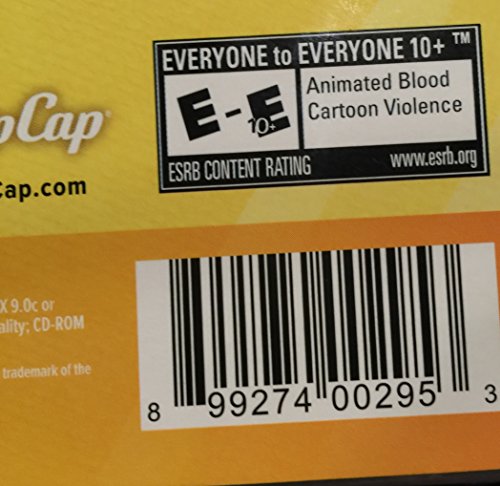 EVERYONE to EVERYONE 10+ ™
E - E
10+
Animated Blood
Cartoon Violence
ESRB CONTENT RATING
www.esrb.org
pCap®
Cap.com
X 9.0c or
ality; CD-ROM
trademark of the
8 99274 00295 3